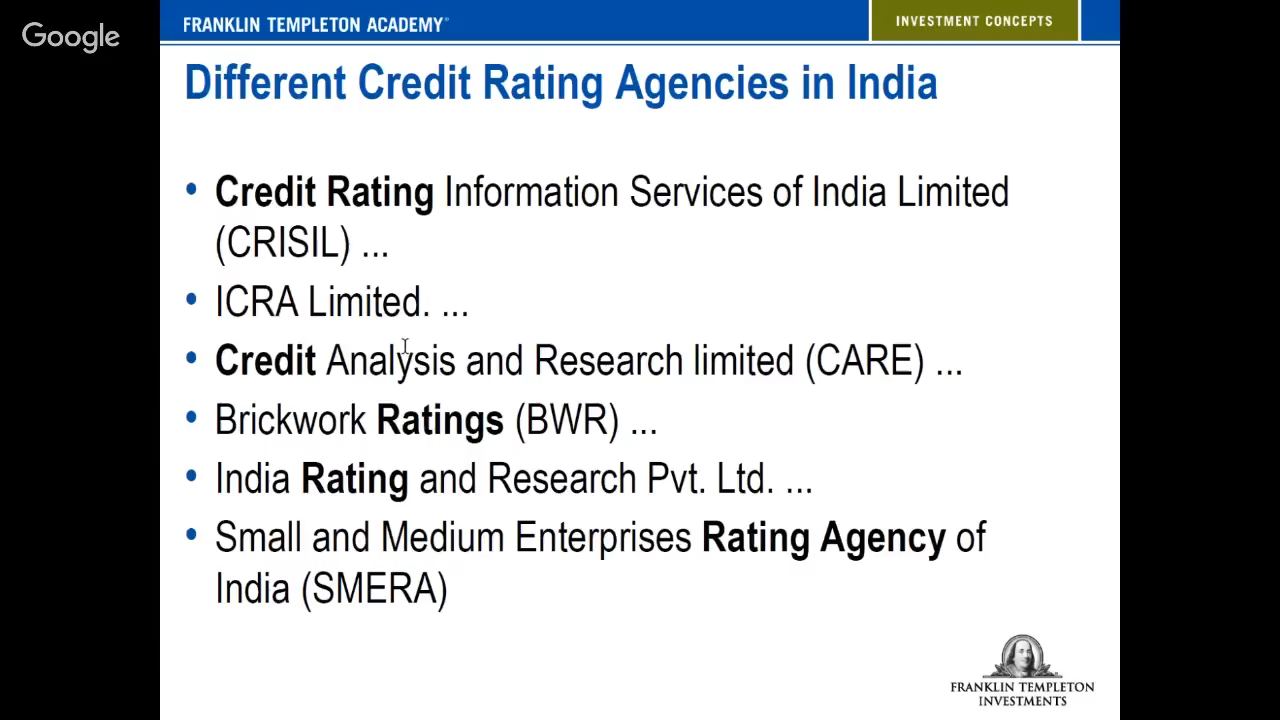 Google
FRANKLIN TEMPLETON ACADEMY
INVESTMENT CONCEPTS
Different Credit Rating Agencies in India
• Credit Rating Information Services of India Limited
(CRISIL) ...
• ICRA Limited. ...
• Credit Analysis and Research limited (CARE) ...
• Brickwork Ratings (BWR) ...
• India Rating and Research Pvt. Ltd. ...
• Small and Medium Enterprises Rating Agency of
India (SMERA)
FRANKLIN TEMPLETON
INVESTMENTS